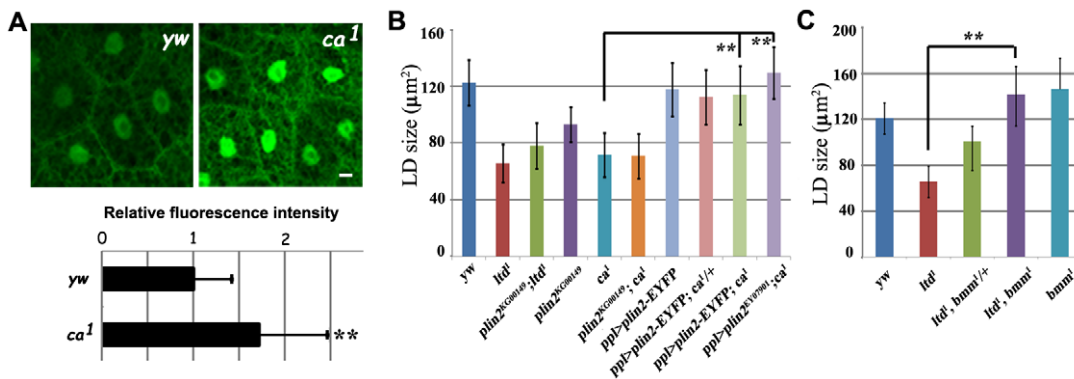 A
yw
ca¹
Relative fluorescence intensity
0 1 2
yw
ca¹
**
B
LD size (µm²)
160
120
80
40
0
** **
yw
ltd¹
plin2ᴷᴳ⁰⁰¹⁴⁹;ltd¹
plin2ᴷᴳ⁰⁰¹⁴⁹
ca¹
plin2ᴷᴳ⁰⁰¹⁴⁹; ca¹
ppl>plin2-EYFP
ppl>plin2-EYFP; ca¹/+
ppl>plin2-EYFP; ca¹
ppl>plin2ᴱʸ⁰⁷⁹⁰¹;ca¹
C
LD size (µm²)
200
160
120
80
40
0
**
yw
ltd¹
ltd¹, bmm¹/+
ltd¹, bmm¹
bmm¹